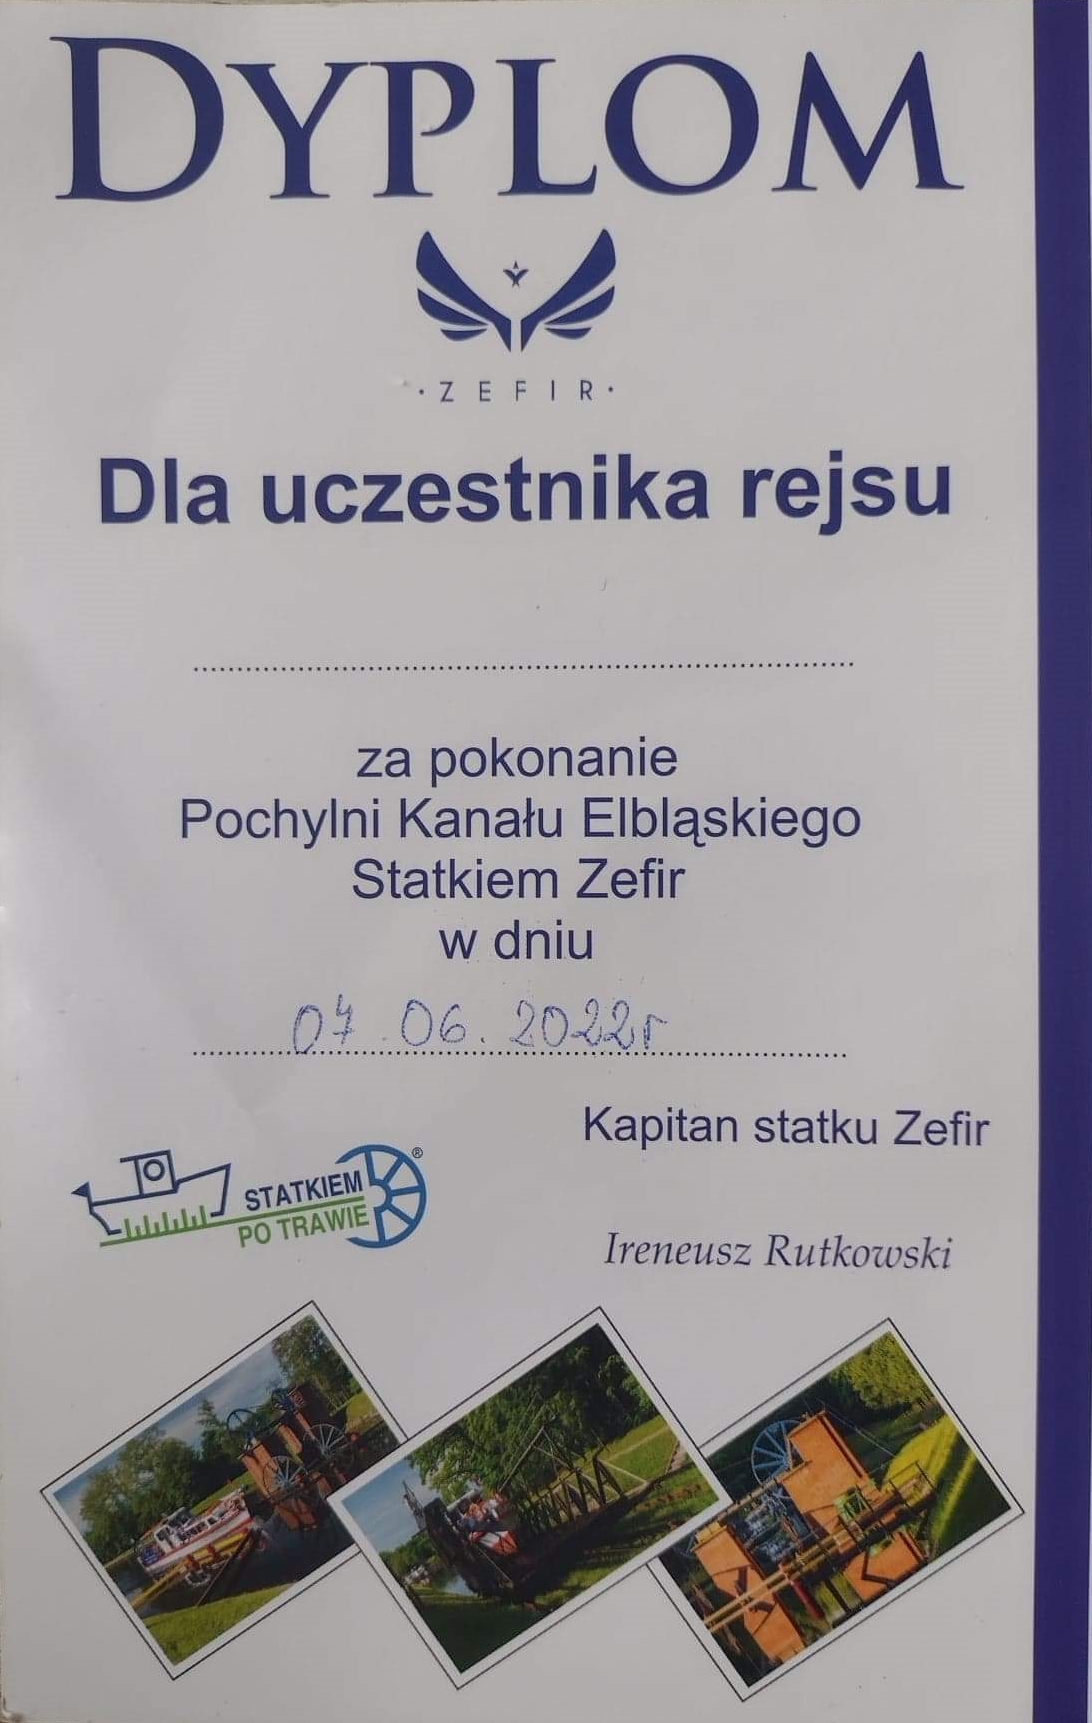 DYPLOM
·ZEFIR·
Dla uczestnika rejsu
za pokonanie
Pochylni Kanału Elbląskiego
Statkiem Zefir
w dniu
07.06.2022r
Kapitan statku Zefir
STATKIEM ®
PO TRAWIE
Ireneusz Rutkowski